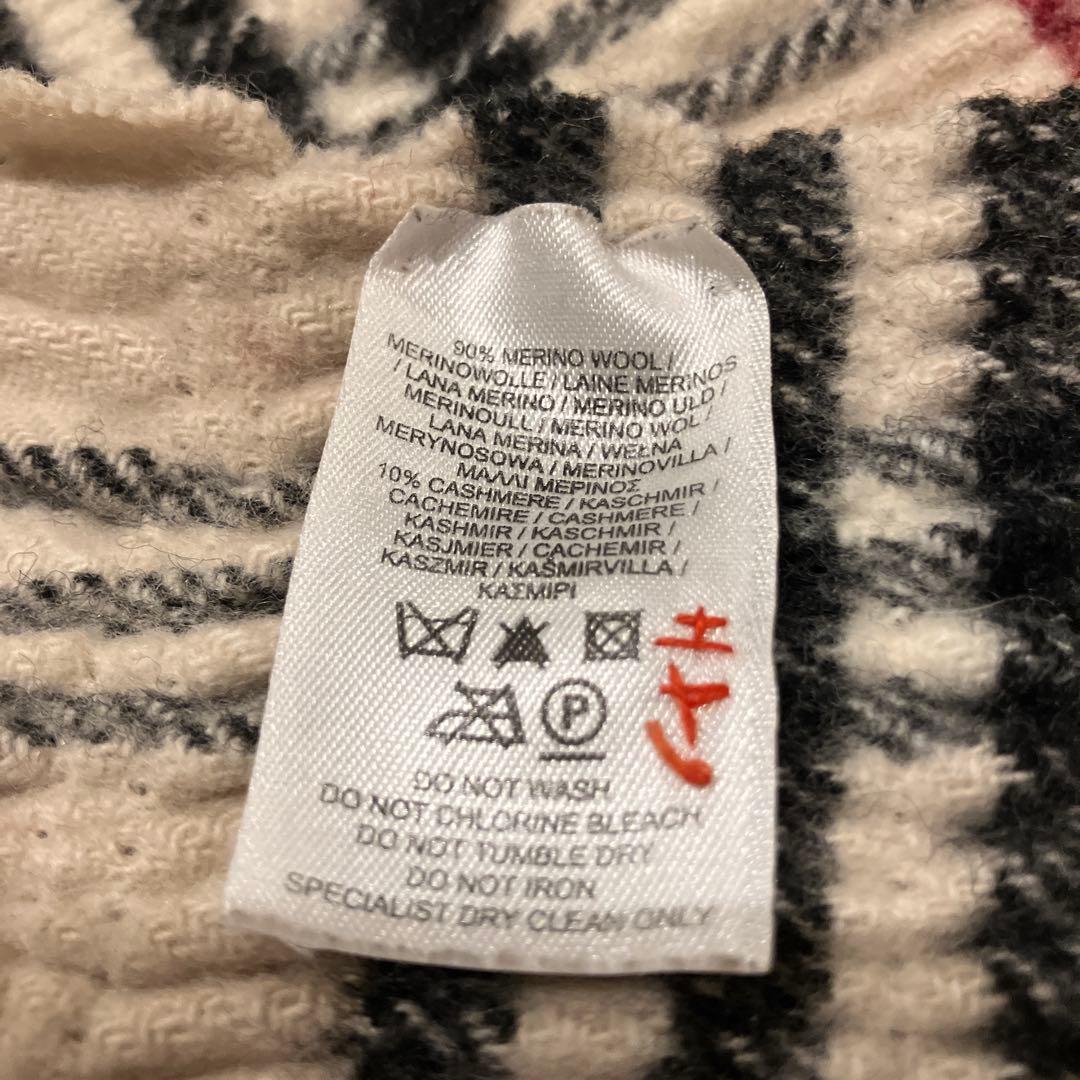 90% MERINO WOOL /
MERINOWOLLE / LAINE MERINOS
/ LANA MERINO / MERINO ULD /
MERINOULL / MERINO WOL /
LANA MERINA / WEŁNA
MERYNOSOWA / MERINOVILLA /
ΜΑΛΛΙ ΜΕΡΙΝΟΣ
10% CASHMERE / KASCHMIR /
CACHEMIRE / CASHMERE /
KASHMIR / KASCHMIR /
KASJMIER / CACHEMIR /
KASZMIR / KAŠMIRVILLA /
ΚΑΣΜΙΡΙ
P
DO NOT WASH
DO NOT CHLORINE BLEACH
DO NOT TUMBLE DRY
DO NOT IRON
SPECIALIST DRY CLEAN ONLY